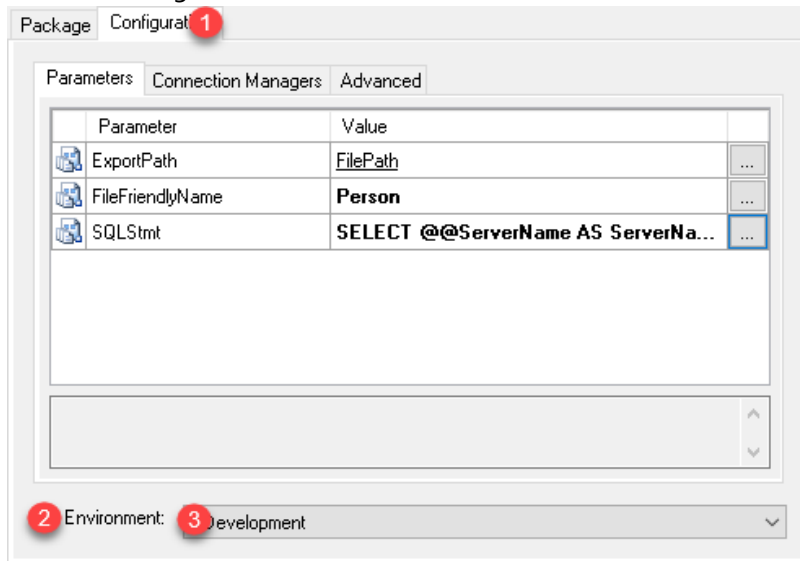 Package Configurat 1
Parameters Connection Managers Advanced
Parameter Value
ExportPath FilePath ...
FileFriendlyName Person ...
SQLStmt SELECT @@ServerName AS ServerNa... ...
2 Environment: 3 evelopment